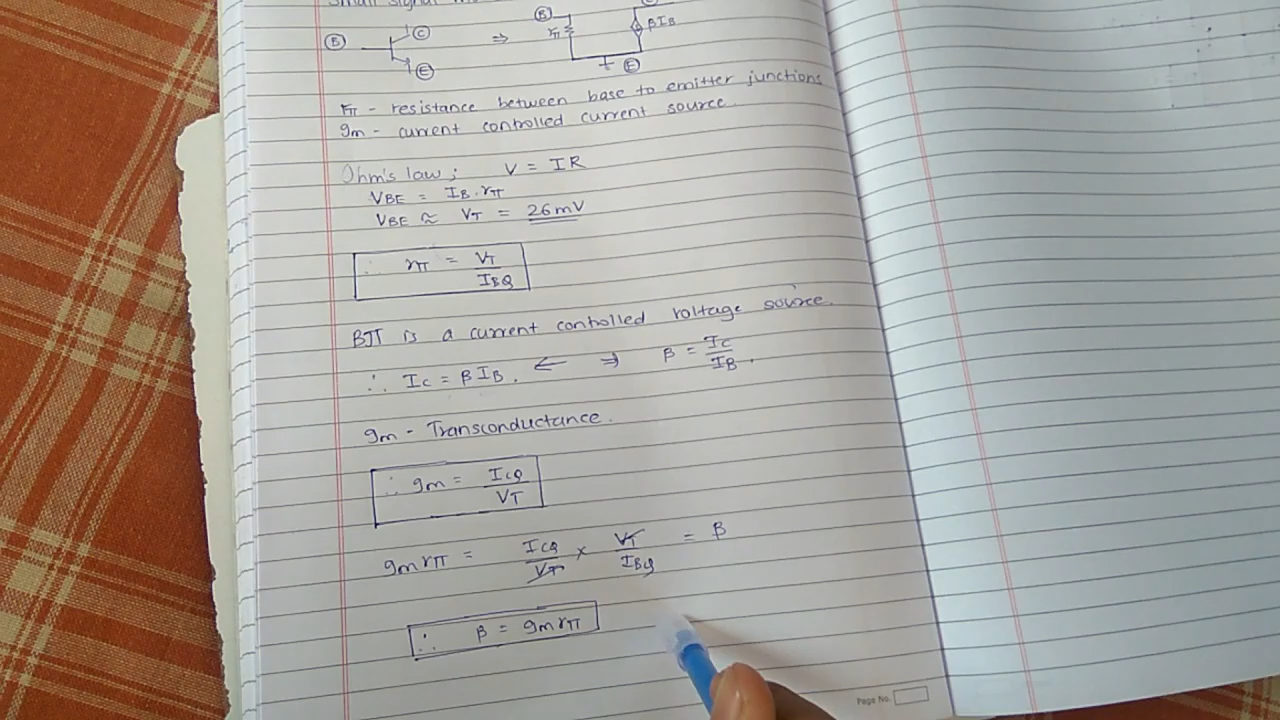 Small signal
B C E ⇒ B rπ βIB C E
rπ - resistance between base to emitter junctions
gm - current controlled current source.
Ohm's law; V = IR
VBE = IB.rπ
VBE ≈ VT = 26mV
∴ rπ = VT/IBQ
BJT is a current controlled voltage source.
∴ IC = βIB. ← ⇒ β = IC/IB.
gm - Transconductance.
∴ gm = ICQ/VT
gmrπ = ICQ/VT × VT/IBQ = β
∴ β = gmrπ
Page No.